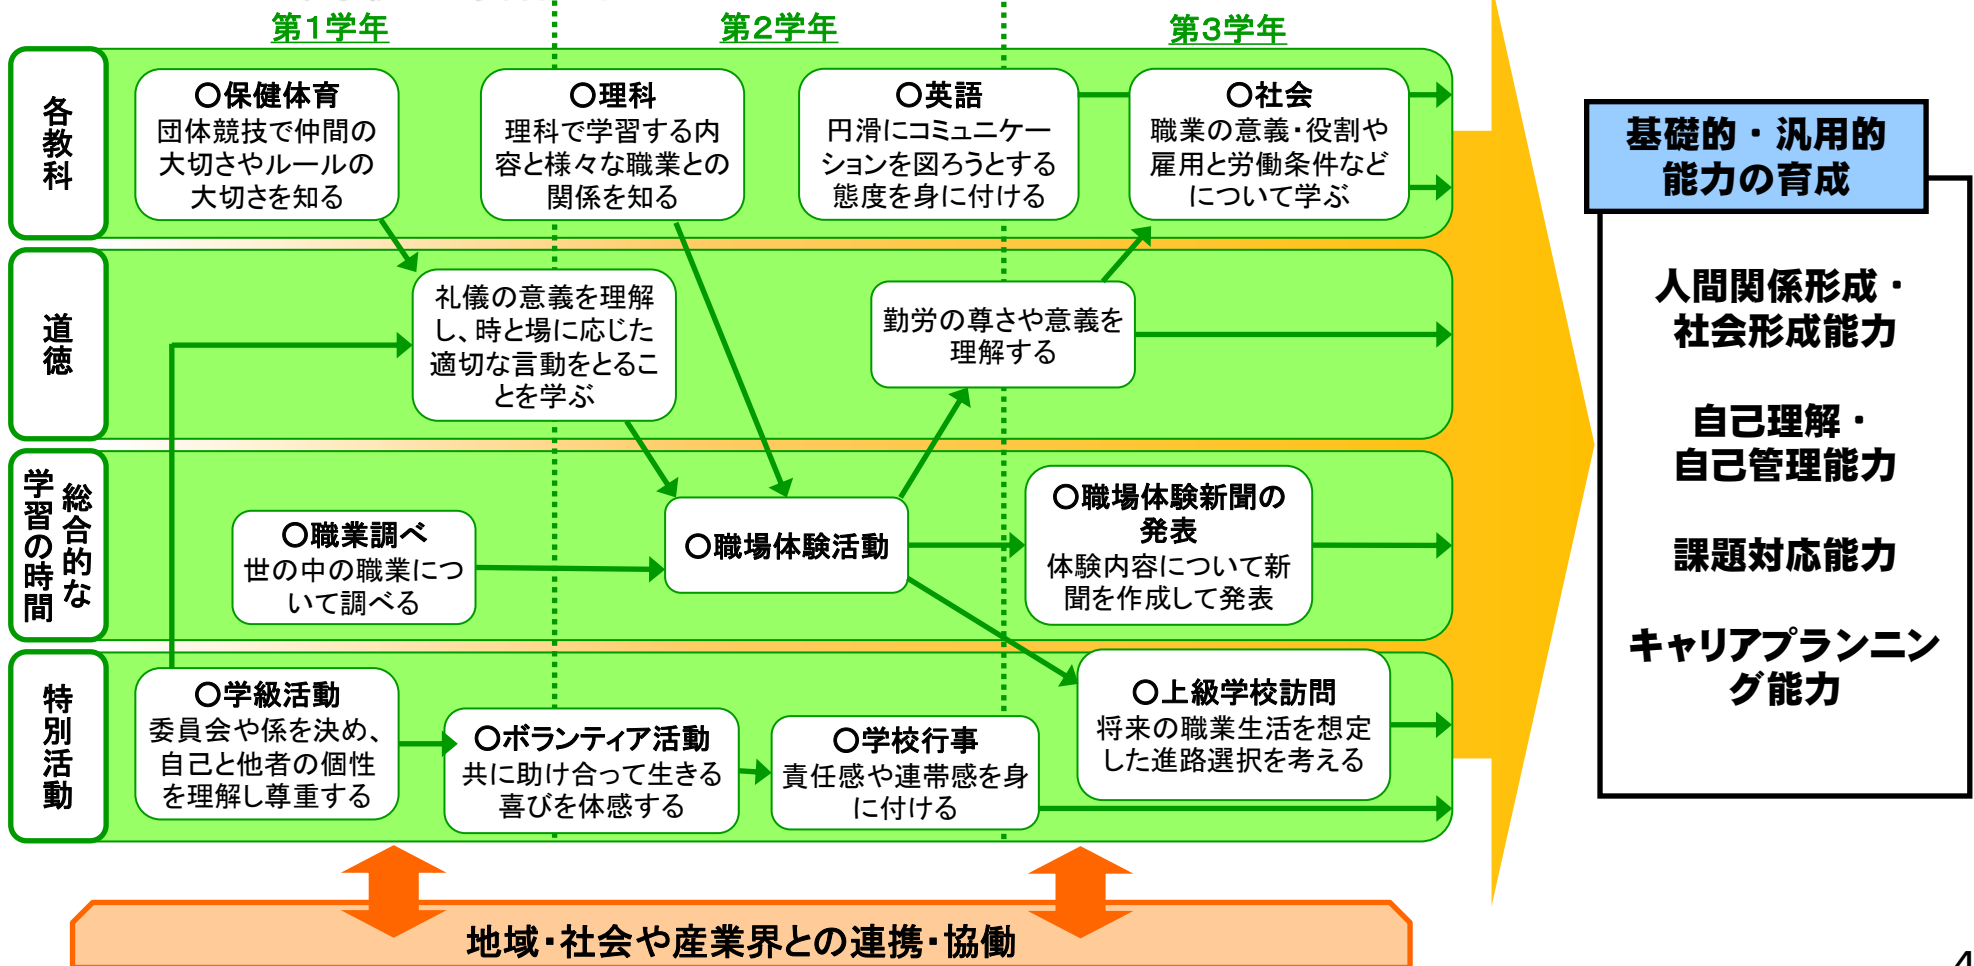 第1学年
第2学年
第3学年
各教科
○保健体育
団体競技で仲間の
大切さやルールの
大切さを知る
○理科
理科で学習する内
容と様々な職業との
関係を知る
○英語
円滑にコミュニケー
ションを図ろうとする
態度を身に付ける
○社会
職業の意義・役割や
雇用と労働条件など
について学ぶ
道徳
礼儀の意義を理解
し、時と場に応じた
適切な言動をとるこ
とを学ぶ
勤労の尊さや意義を
理解する
総合的な
学習の時間
○職業調べ
世の中の職業につ
いて調べる
○職場体験活動
○職場体験新聞の
発表
体験内容について新
聞を作成して発表
特別活動
○学級活動
委員会や係を決め、
自己と他者の個性
を理解し尊重する
○ボランティア活動
共に助け合って生きる
喜びを体感する
○学校行事
責任感や連帯感を身
に付ける
○上級学校訪問
将来の職業生活を想定
した進路選択を考える
地域・社会や産業界との連携・協働
基礎的・汎用的
能力の育成
人間関係形成・
社会形成能力
自己理解・
自己管理能力
課題対応能力
キャリアプランニン
グ能力
4